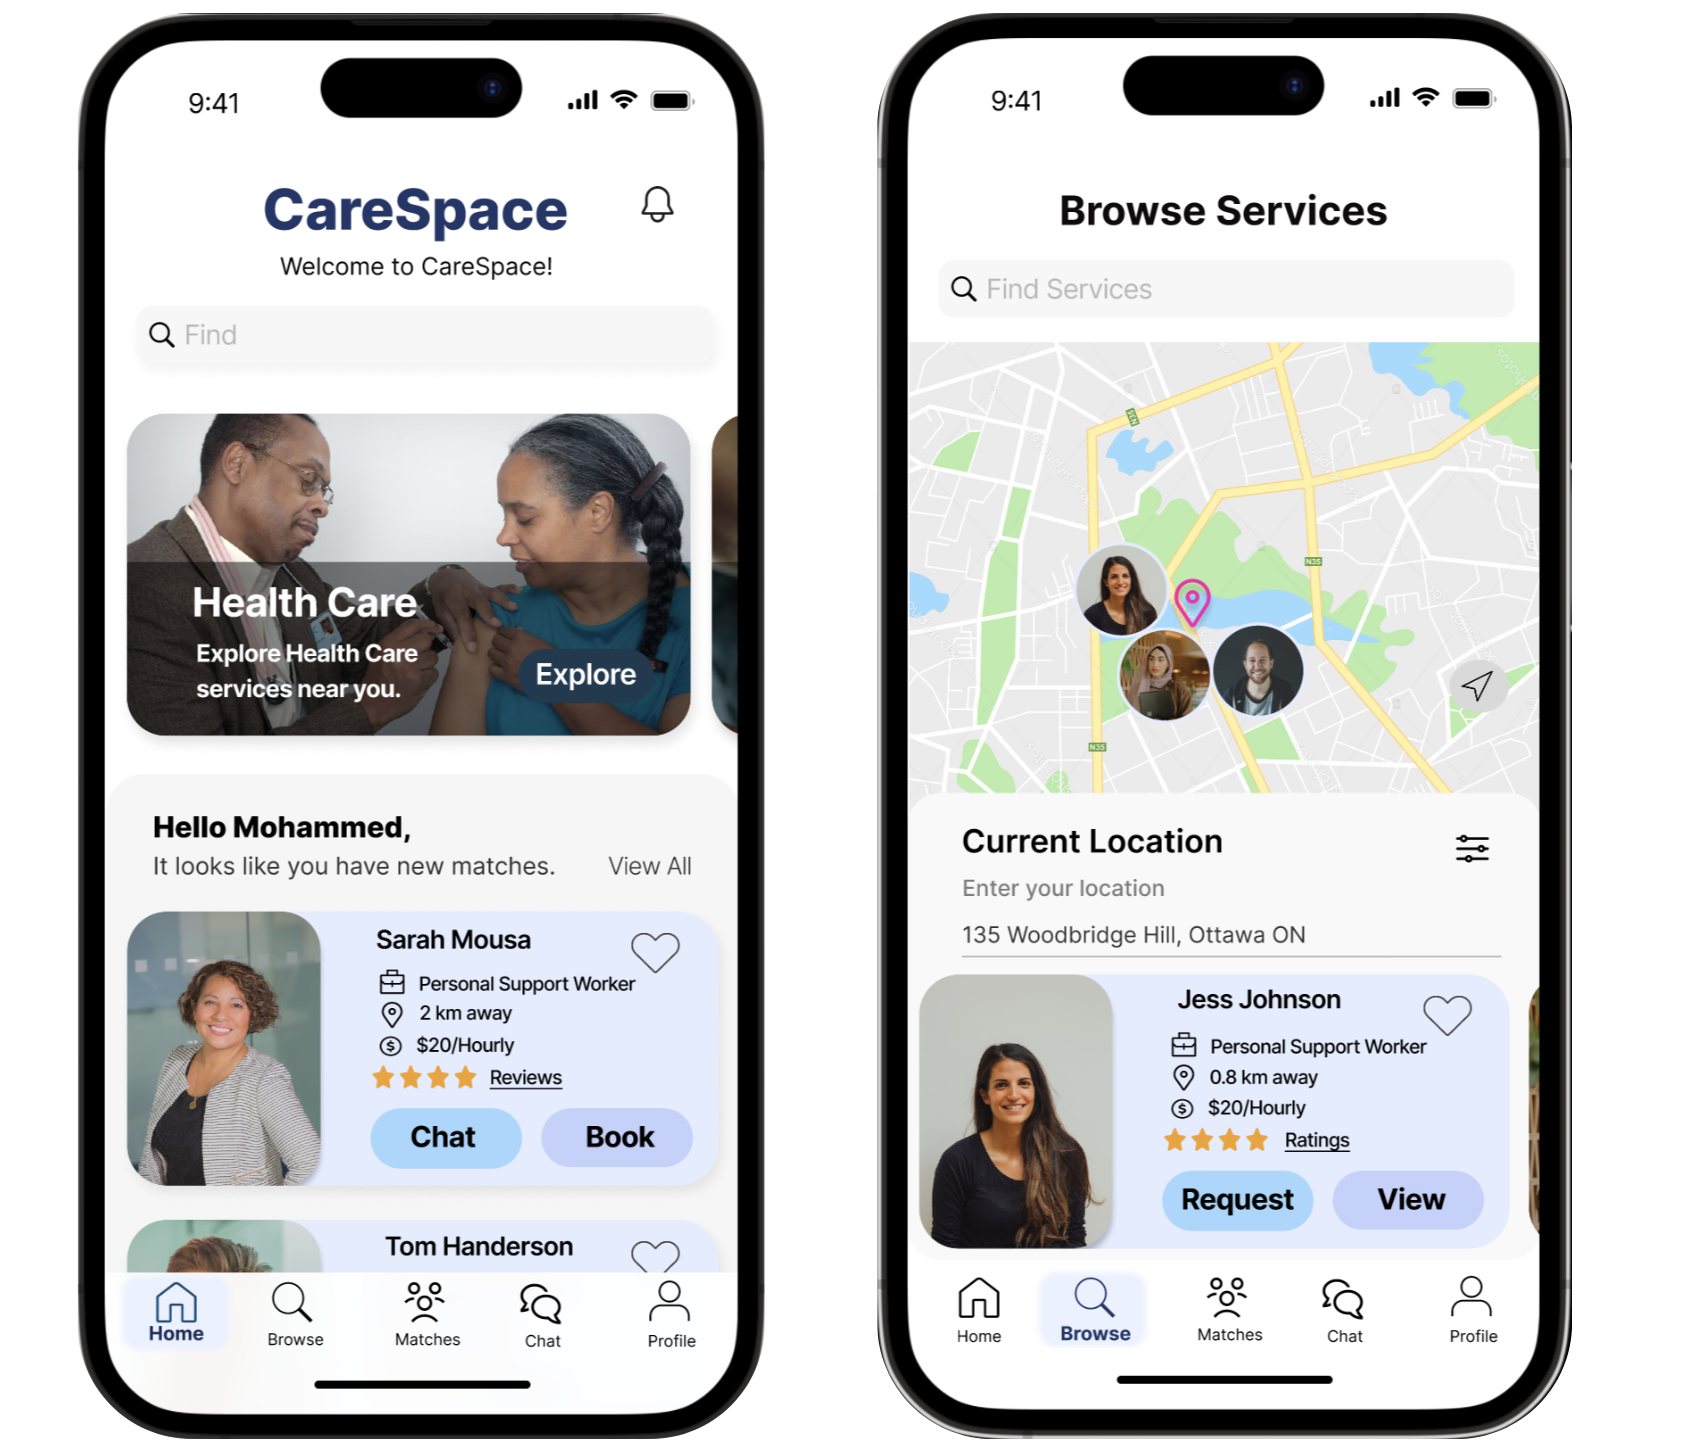 9:41
CareSpace
Welcome to CareSpace!
Find
Health Care
Explore Health Care
services near you.
Explore
Hello Mohammed,
It looks like you have new matches.
View All
Sarah Mousa
Personal Support Worker
2 km away
$20/Hourly
Reviews
Chat
Book
Tom Handerson
Home
Browse
Matches
Chat
Profile
9:41
Browse Services
Find Services
N35
N35
Current Location
Enter your location
135 Woodbridge Hill, Ottawa ON
Jess Johnson
Personal Support Worker
0.8 km away
$20/Hourly
Ratings
Request
View
Home
Browse
Matches
Chat
Profile